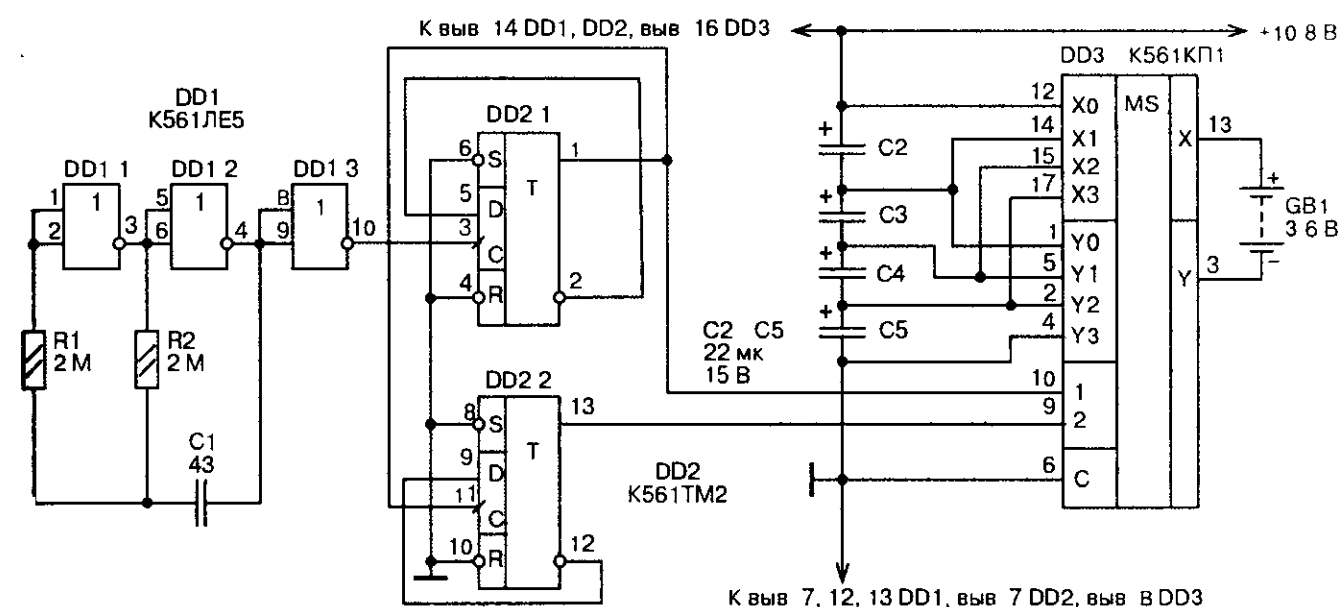 К выв 14 DD1, DD2, выв 16 DD3
+10 8 В
DD3 К561КП1
DD1
К561ЛЕ5
DD1 1
DD1 2
DD1 3
1
2
1
3
5
6
1
4
В
9
1
10
R1
2 М
R2
2 М
C1
43
DD2 1
6
S
T
1
5
D
3
C
4
R
2
DD2 2
8
S
T
13
9
D
11
C
10
R
12
DD2
К561ТМ2
+
C2
+
C3
C4
+
C5
C2 C5
22 мк
15 В
12
X0
MS
14
X1
15
X2
17
X3
1
Y0
5
Y1
2
Y2
4
Y3
10
1
9
2
6
C
X
13
Y
3
+
GB1
3 6 В
−
К выв 7, 12, 13 DD1, выв 7 DD2, выв В DD3